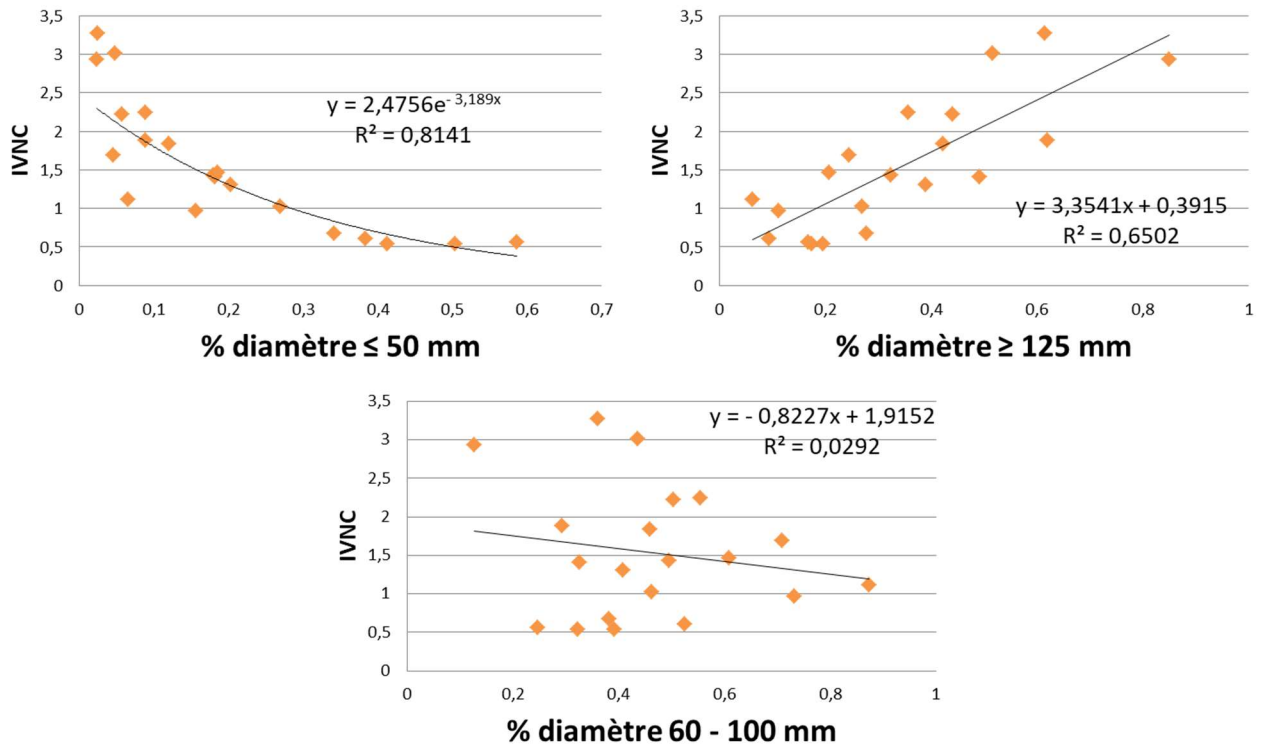 3,5
3
2,5
2
1,5
1
0,5
0
IVNC
y = 2,4756e^- 3,189x
R² = 0,8141
0 0,1 0,2 0,3 0,4 0,5 0,6 0,7
% diamètre ≤ 50 mm
3,5
3
2,5
2
1,5
1
0,5
0
IVNC
y = 3,3541x + 0,3915
R² = 0,6502
0 0,2 0,4 0,6 0,8 1
% diamètre ≥ 125 mm
3,5
3
2,5
2
1,5
1
0,5
0
IVNC
y = - 0,8227x + 1,9152
R² = 0,0292
0 0,2 0,4 0,6 0,8 1
% diamètre 60 - 100 mm